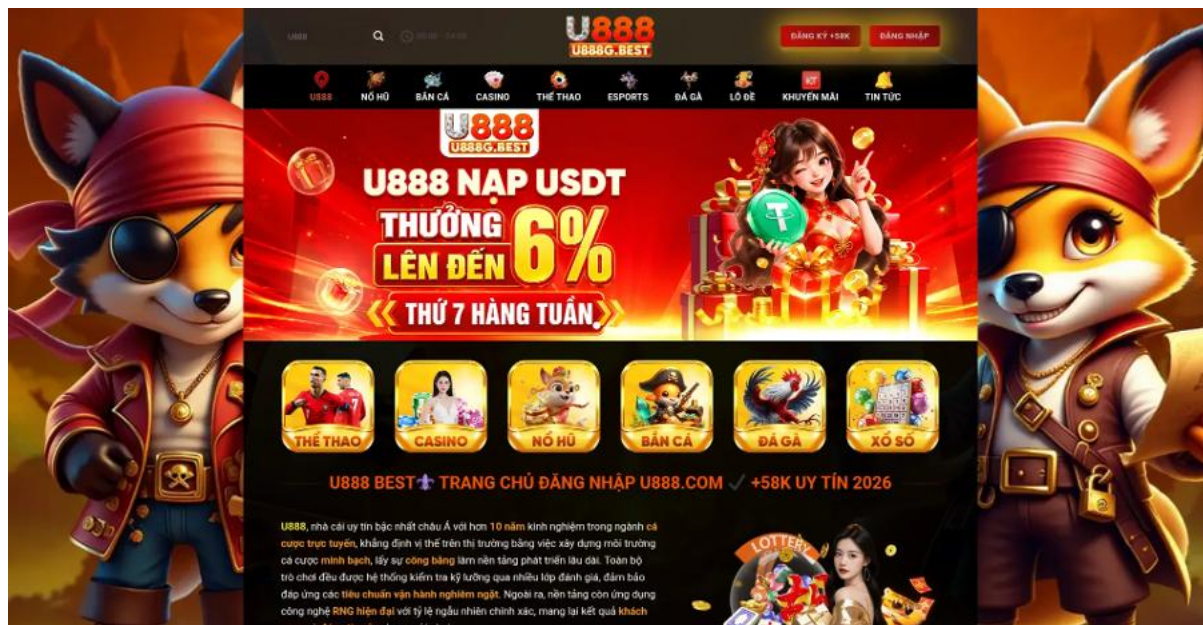 U888
U888
U888G.BEST
ĐĂNG KÝ +58K
ĐĂNG NHẬP
U888
NỔ HŨ
BẮN CÁ
CASINO
THỂ THAO
ESPORTS
ĐÁ GÀ
LÔ ĐỀ
HOT
KHUYẾN MÃI
TIN TỨC
U888
U888G.BEST
U888 NẠP USDT
THƯỞNG
LÊN ĐẾN 6%
THỨ 7 HÀNG TUẦN
THỂ THAO
CASINO
NỔ HŨ
BẮN CÁ
ĐÁ GÀ
XỔ SỐ
U888 BEST⚜️ TRANG CHỦ ĐĂNG NHẬP U888.COM ✔️ +58K UY TÍN 2026
U888, nhà cái uy tín bậc nhất châu Á với hơn 10 năm kinh nghiệm trong ngành cá
cược trực tuyến, khẳng định vị thế trên thị trường bằng việc xây dựng môi trường
cá cược minh bạch, lấy sự công bằng làm nền tảng phát triển lâu dài. Toàn bộ
trò chơi đều được hệ thống kiểm tra kỹ lưỡng qua nhiều lớp đánh giá, đảm bảo
đáp ứng các tiêu chuẩn vận hành nghiêm ngặt. Ngoài ra, nền tảng còn ứng dụng
công nghệ RNG hiện đại với tỷ lệ ngẫu nhiên chính xác, mang lại kết quả khách
LOTTERY